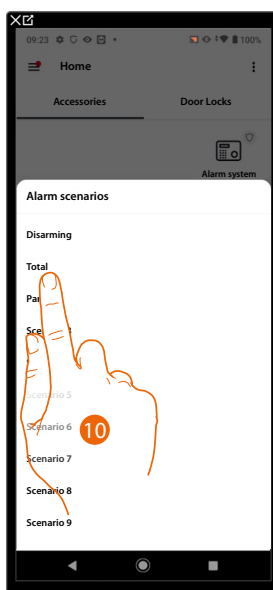 09:23 100%
Home
Accessories Door Locks
Alarm system
Alarm scenarios
Disarming
Total
Scenario 5
Scenario 6
10
Scenario 7
Scenario 8
Scenario 9